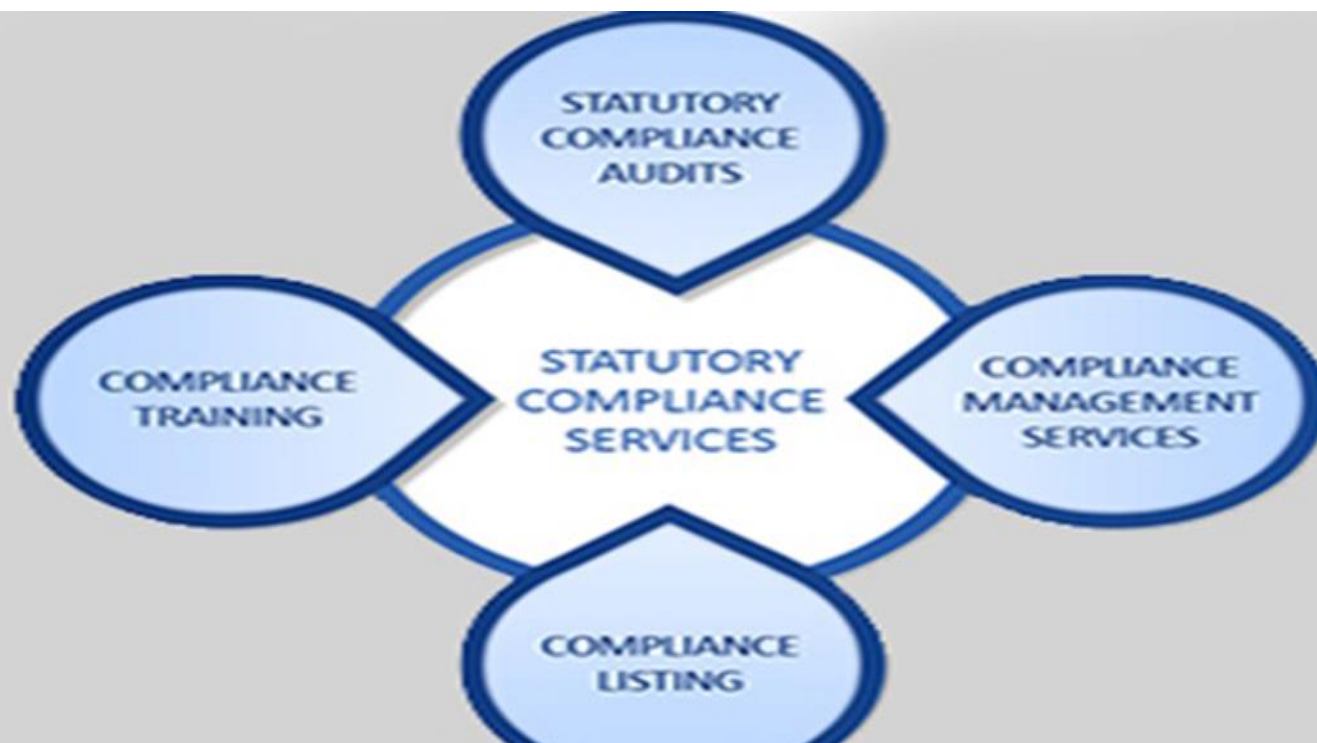 STATUTORY
COMPLIANCE
AUDITS
COMPLIANCE
TRAINING
STATUTORY
COMPLIANCE
SERVICES
COMPLIANCE
MANAGEMENT
SERVICES
COMPLIANCE
LISTING